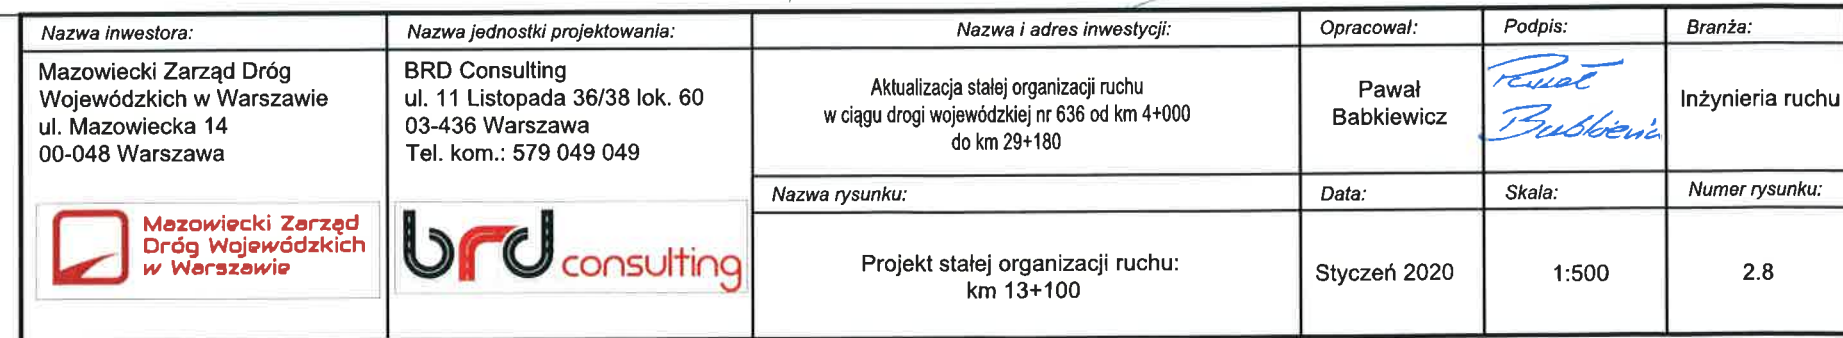 Nazwa inwestora:
Mazowiecki Zarząd Dróg
Wojewódzkich w Warszawie
ul. Mazowiecka 14
00-048 Warszawa
Mazowiecki Zarząd
Dróg Wojewódzkich
w Warszawie
Nazwa jednostki projektowania:
BRD Consulting
ul. 11 Listopada 36/38 lok. 60
03-436 Warszawa
Tel. kom.: 579 049 049
brd consulting
Nazwa i adres inwestycji:
Aktualizacja stałej organizacji ruchu
w ciągu drogi wojewódzkiej nr 636 od km 4+000
do km 29+180
Nazwa rysunku:
Projekt stałej organizacji ruchu:
km 13+100
Opracował:
Pawał
Babkiewicz
Data:
Styczeń 2020
Podpis:
Paweł
Skala:
1:500
Branża:
Inżynieria ruchu
Numer rysunku:
2.8